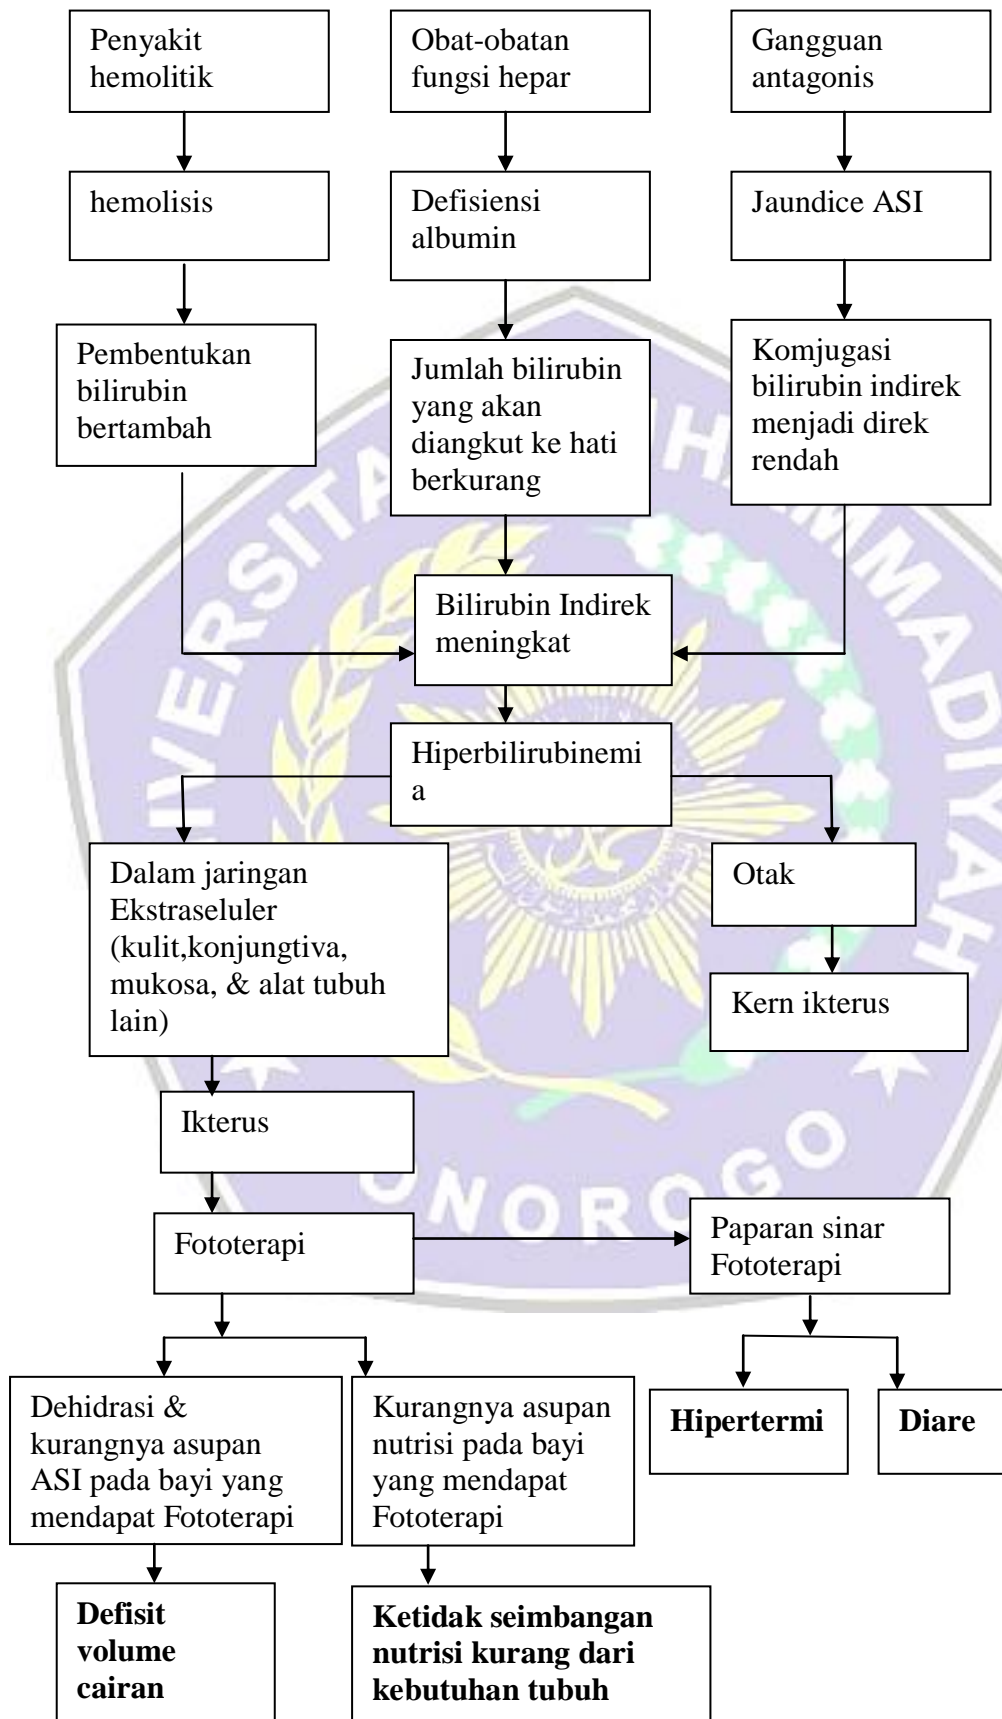 Penyakit
hemolitik
Obat-obatan
fungsi hepar
Gangguan
antagonis
hemolisis
Defisiensi
albumin
Jaundice ASI
Pembentukan
bilirubin
bertambah
Jumlah bilirubin
yang akan
diangkut ke hati
berkurang
Komjugasi
bilirubin indirek
menjadi direk
rendah
Bilirubin Indirek
meningkat
Hiperbilirubinemi
a
Dalam jaringan
Ekstraseluler
(kulit,konjungtiva,
mukosa, & alat tubuh
lain)
Otak
Kern ikterus
Ikterus
Fototerapi
Paparan sinar
Fototerapi
Dehidrasi &
kurangnya asupan
ASI pada bayi yang
mendapat Fototerapi
Kurangnya asupan
nutrisi pada bayi
yang mendapat
Fototerapi
Hipertermi
Diare
Defisit
volume
cairan
Ketidak seimbangan
nutrisi kurang dari
kebutuhan tubuh